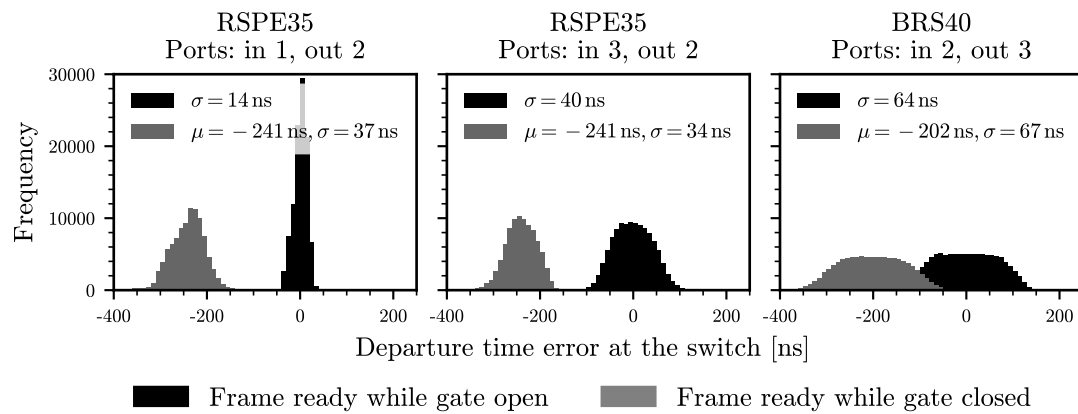 RSPE35
Ports: in 1, out 2
RSPE35
Ports: in 3, out 2
BRS40
Ports: in 2, out 3
Frequency
30000
20000
10000
0
σ = 14 ns
μ = − 241 ns, σ = 37 ns
σ = 40 ns
μ = − 241 ns, σ = 34 ns
σ = 64 ns
μ = − 202 ns, σ = 67 ns
-400 -200 0 200
-400 -200 0 200
-400 -200 0 200
Departure time error at the switch [ns]
Frame ready while gate open
Frame ready while gate closed